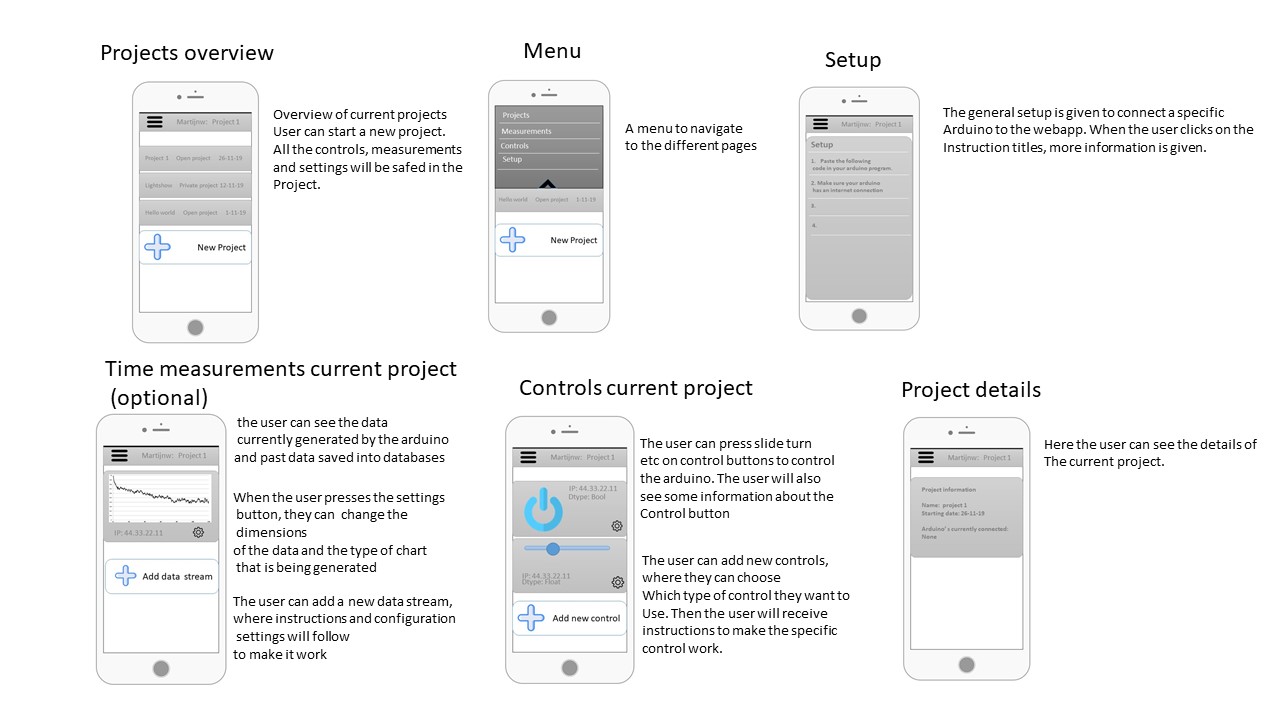 Projects overview
Martijnw: Project 1
Project 1 Open project 26-11-19
Lightshow Private project 12-11-19
Hello world Open project 1-11-19
New Project
Overview of current projects
User can start a new project.
All the controls, measurements
and settings will be safed in the
Project.
Menu
Projects
Measurements
Controls
Setup
Hello world Open project 1-11-19
New Project
A menu to navigate
to the different pages
Setup
Martijnw: Project 1
Setup
1. Paste the following
code in your arduino program.
2. Make sure your arduino
has an internet connection
3.
4.
The general setup is given to connect a specific
Arduino to the webapp. When the user clicks on the
Instruction titles, more information is given.
Time measurements current project
(optional)
Martijnw: Project 1
IP: 44.33.22.11
Add data stream
the user can see the data
currently generated by the arduino
and past data saved into databases
When the user presses the settings
button, they can change the
dimensions
of the data and the type of chart
that is being generated
The user can add a new data stream,
where instructions and configuration
settings will follow
to make it work
Controls current project
Martijnw: Project 1
IP: 44.33.22.11
Dtype: Bool
IP: 44.33.22.11
Dtype: Float
Add new control
The user can press slide turn
etc on control buttons to control
the arduino. The user will also
see some information about the
Control button
The user can add new controls,
where they can choose
Which type of control they want to
Use. Then the user will receive
instructions to make the specific
control work.
Project details
Martijnw: Project 1
Project information
Name: project 1
Starting date: 26-11-19
Arduino's currently connected:
None
Here the user can see the details of
The current project.